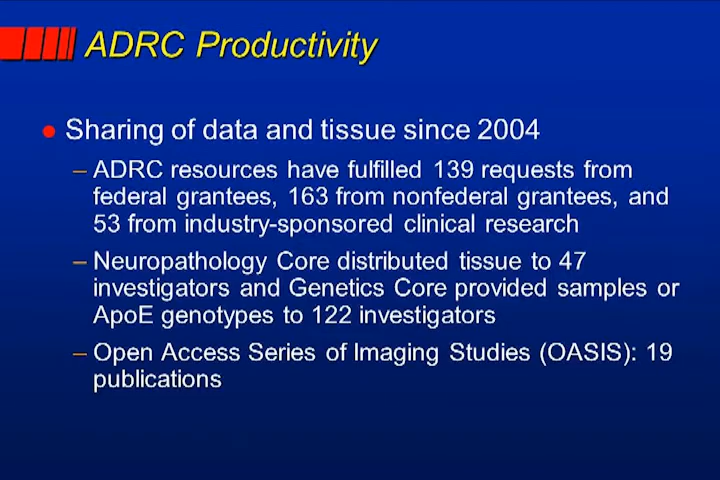 ADRC Productivity
Sharing of data and tissue since 2004
– ADRC resources have fulfilled 139 requests from
federal grantees, 163 from nonfederal grantees, and
53 from industry-sponsored clinical research
– Neuropathology Core distributed tissue to 47
investigators and Genetics Core provided samples or
ApoE genotypes to 122 investigators
– Open Access Series of Imaging Studies (OASIS): 19
publications